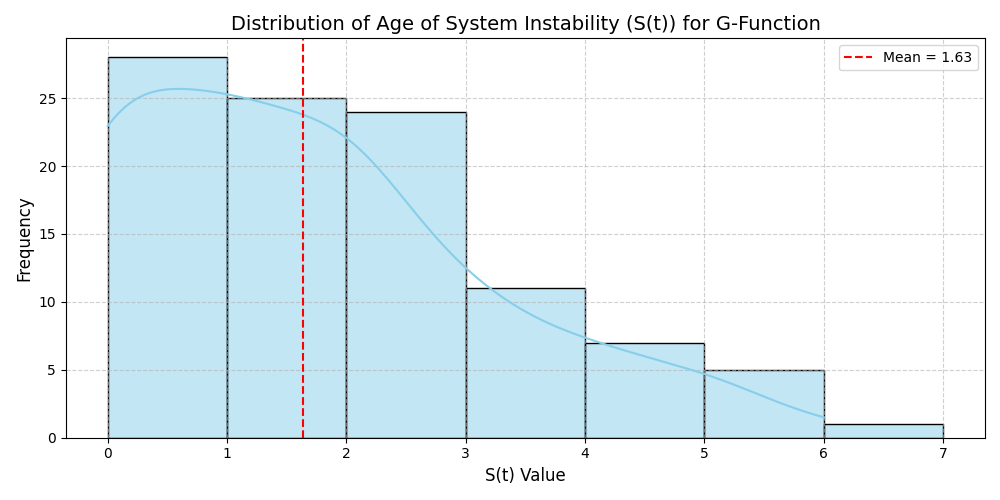 Distribution of Age of System Instability (S(t)) for G-Function
Mean = 1.63
Frequency
25
20
15
10
5
0
0 1 2 3 4 5 6 7
S(t) Value